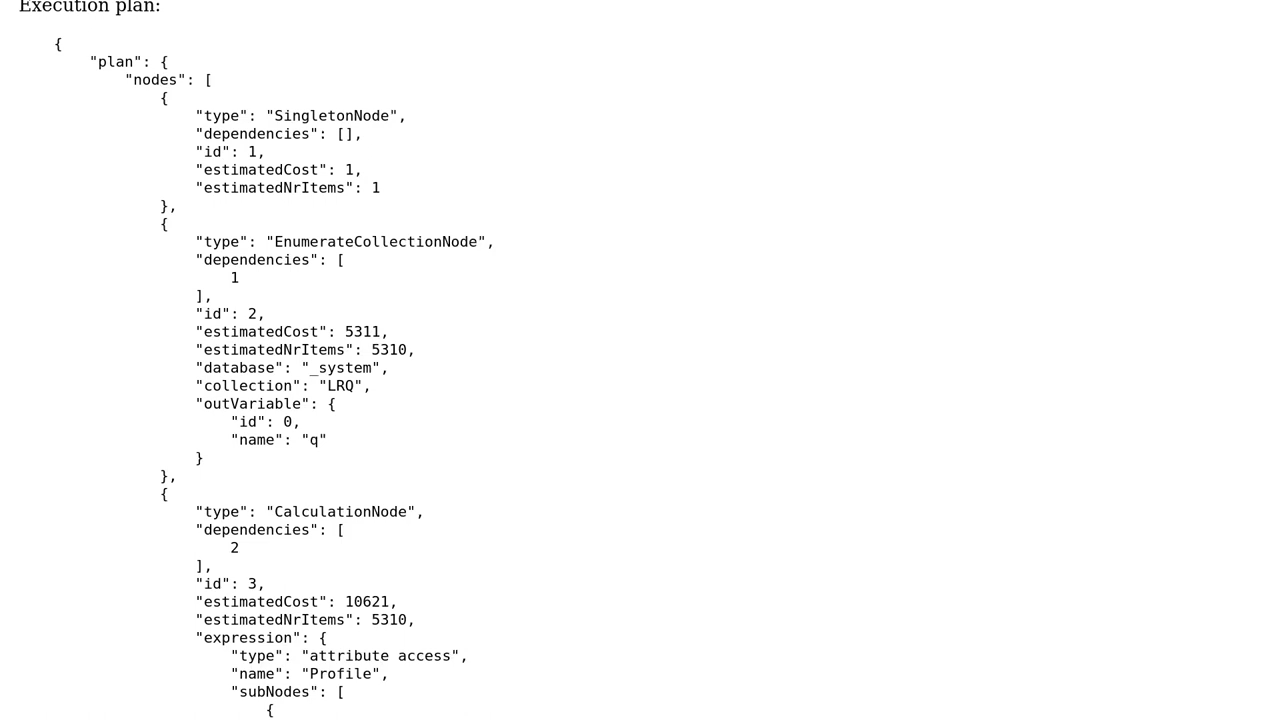 Execution plan:
{
"plan": {
"nodes": [
{
"type": "SingletonNode",
"dependencies": [],
"id": 1,
"estimatedCost": 1,
"estimatedNrItems": 1
},
{
"type": "EnumerateCollectionNode",
"dependencies": [
1
],
"id": 2,
"estimatedCost": 5311,
"estimatedNrItems": 5310,
"database": "_system",
"collection": "LRQ",
"outVariable": {
"id": 0,
"name": "q"
}
},
{
"type": "CalculationNode",
"dependencies": [
2
],
"id": 3,
"estimatedCost": 10621,
"estimatedNrItems": 5310,
"expression": {
"type": "attribute access",
"name": "Profile",
"subNodes": [
{